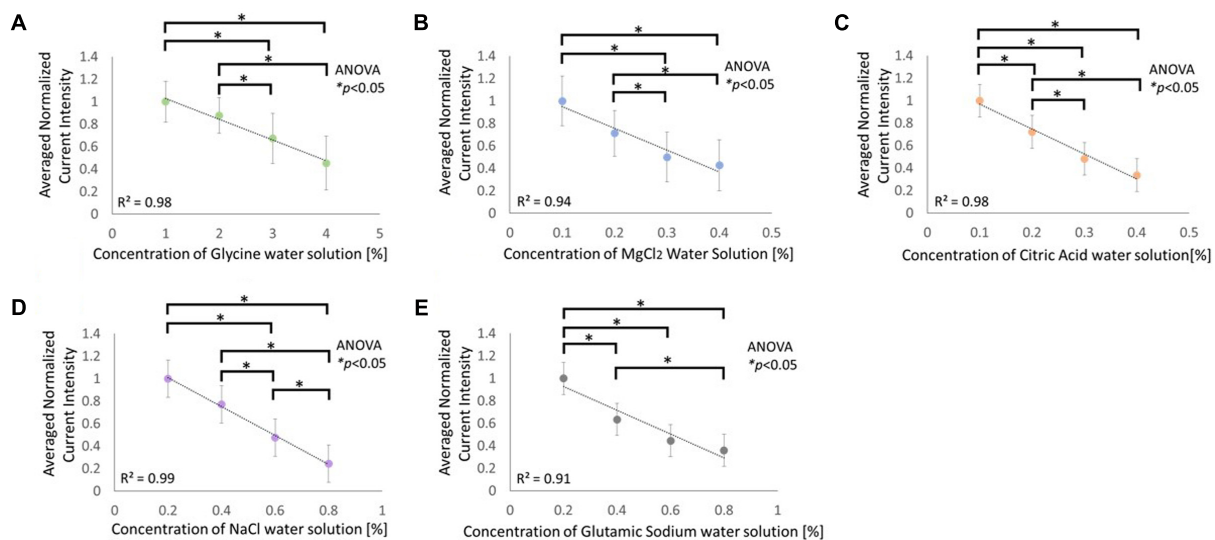 A
*
*
*
*
ANOVA
*p<0.05
Averaged Normalized
Current Intensity
1.4
1.2
1
0.8
0.6
0.4
0.2
0
R² = 0.98
0 1 2 3 4 5
Concentration of Glycine water solution [%]
B
*
*
*
*
ANOVA
*p<0.05
Averaged Normalized
Current Intensity
1.4
1.2
1
0.8
0.6
0.4
0.2
0
R² = 0.94
0 0.1 0.2 0.3 0.4 0.5
Concentration of MgCl2 Water Solution [%]
C
*
*
*
*
*
ANOVA
*p<0.05
Averaged Normalized
Current Intensity
1.4
1.2
1
0.8
0.6
0.4
0.2
0
R² = 0.98
0 0.1 0.2 0.3 0.4 0.5
Concentration of Citric Acid water solution[%]
D
*
*
*
*
*
ANOVA
*p<0.05
Averaged Normalized
Current Intensity
1.4
1.2
1
0.8
0.6
0.4
0.2
0
R² = 0.99
0 0.2 0.4 0.6 0.8 1
Concentration of NaCl water solution [%]
E
*
*
*
*
ANOVA
*p<0.05
Averaged Normalized
Current Intensity
1.4
1.2
1
0.8
0.6
0.4
0.2
0
R² = 0.91
0 0.2 0.4 0.6 0.8 1
Concentration of Glutamic Sodium water solution [%]